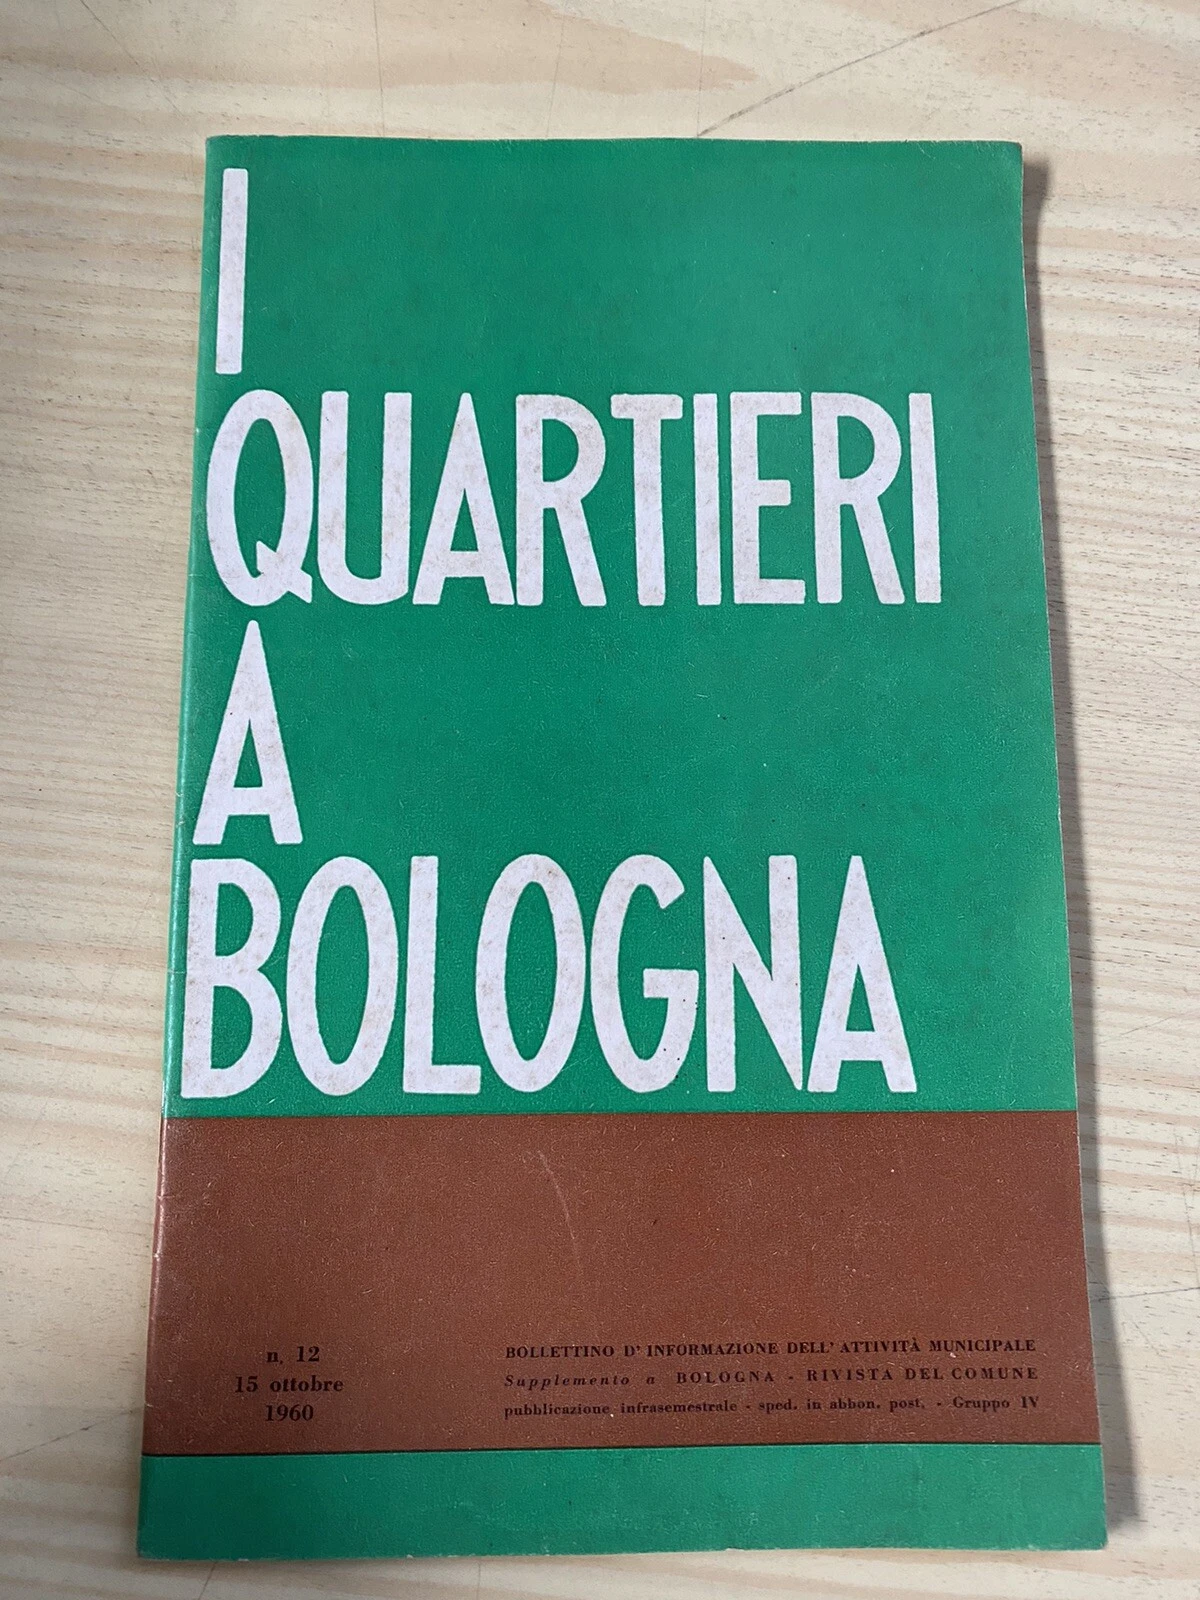 I
QUARTIERI
A
BOLOGNA
n. 12
15 ottobre
1960
BOLLETTINO D' INFORMAZIONE DELL' ATTIVITÀ MUNICIPALE
Supplemento a BOLOGNA - RIVISTA DEL COMUNE
pubblicazione infrasemestrale - sped. in abbon. post. - Gruppo IV